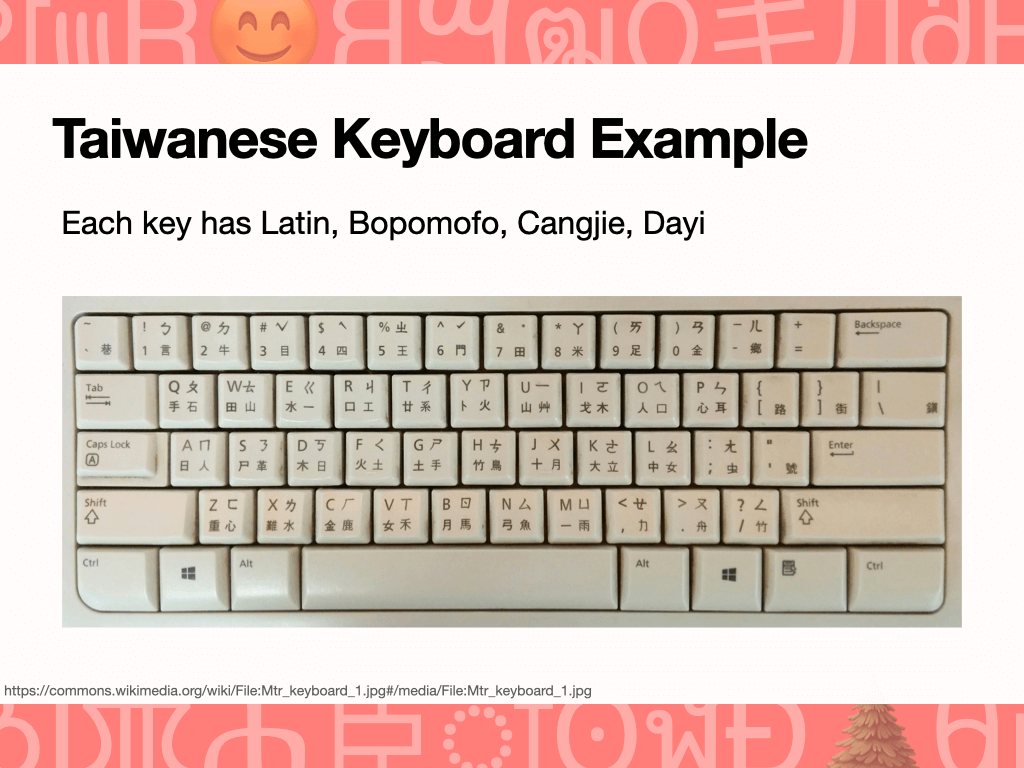 Taiwanese Keyboard Example
Each key has Latin, Bopomofo, Cangjie, Dayi
~ ! ㄅ @ ㄉ # ˇ $ ˋ % ㄓ ^ ˊ & ˙ * ㄚ ( ㄞ ) ㄢ − ㄦ + Backspace
、 巷 1 言 2 牛 3 目 4 四 5 王 6 門 7 田 8 米 9 足 0 金 - 鄉 =
Tab Q ㄆ W ㄊ E ㄍ R ㄐ T ㄔ Y ㄗ U ㄧ I ㄛ O ㄟ P ㄣ { } |
手 石 田 山 水 一 口 工 廿 糸 卜 火 山 艸 戈 木 人 口 心 耳 [ 路 ] 街 \
Caps Lock A ㄇ S ㄋ D ㄎ F ㄑ G ㄕ H ㄘ J ㄨ K ㄜ L ㄠ : ㄤ " Enter
A 日 人 尸 革 木 日 火 土 土 手 竹 鳥 十 月 大 立 中 女 ; 虫 ' 號
Shift Z ㄈ X ㄌ C ㄏ V ㄒ B ㄖ N ㄙ M ㄩ < ㄝ > ㄡ ? ㄥ Shift
重 心 難 水 金 鹿 女 禾 月 馬 弓 魚 一 雨 , 力 . 舟 / 竹
Ctrl Alt Alt Ctrl
https://commons.wikimedia.org/wiki/File:Mtr_keyboard_1.jpg#/media/File:Mtr_keyboard_1.jpg